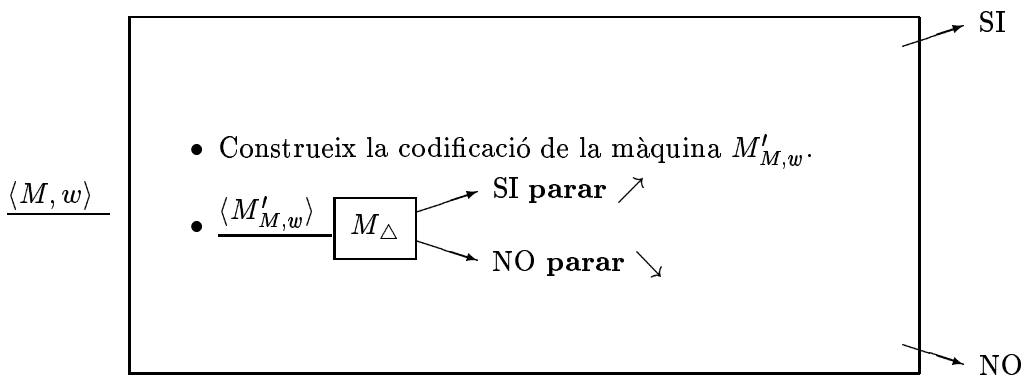 SI
• Construeix la codificació de la màquina M′_{M,w}.
⟨M, w⟩
• ⟨M′_{M,w}⟩ M_△ SI parar ↗
NO parar ↘
NO